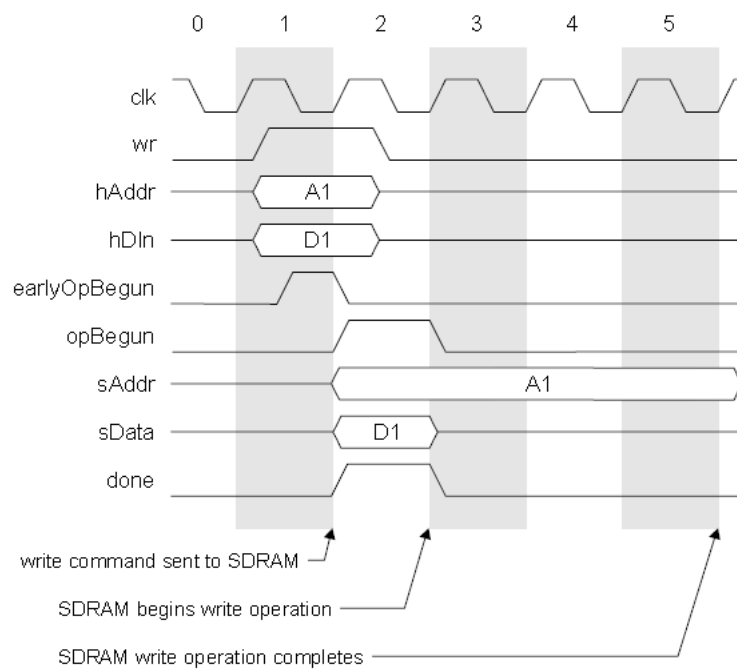 0 1 2 3 4 5
clk
wr
hAddr A1
hDIn D1
earlyOpBegun
opBegun
sAddr A1
sData D1
done
write command sent to SDRAM
SDRAM begins write operation
SDRAM write operation completes